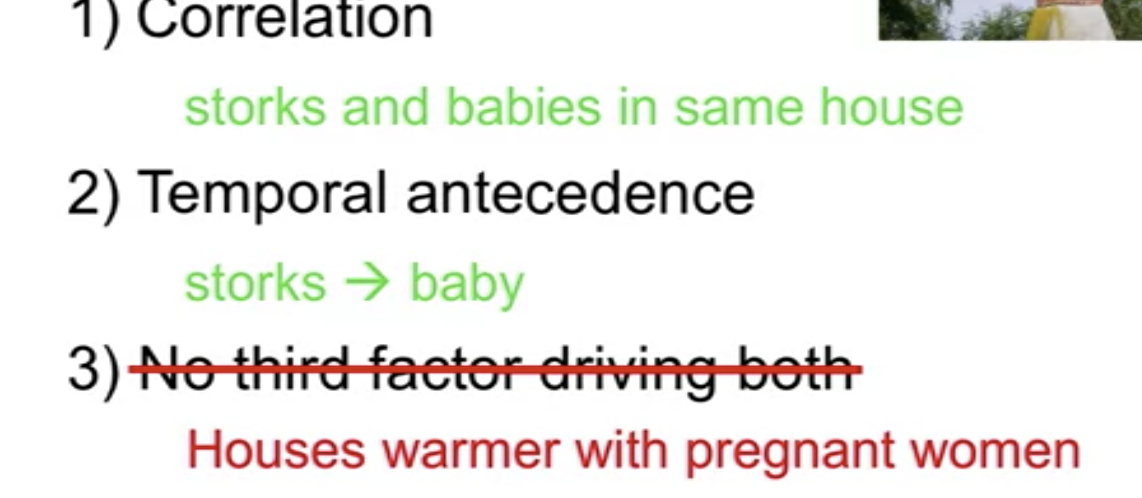 1) Correlation
storks and babies in same house
2) Temporal antecedence
storks → baby
3) No third factor driving both
Houses warmer with pregnant women